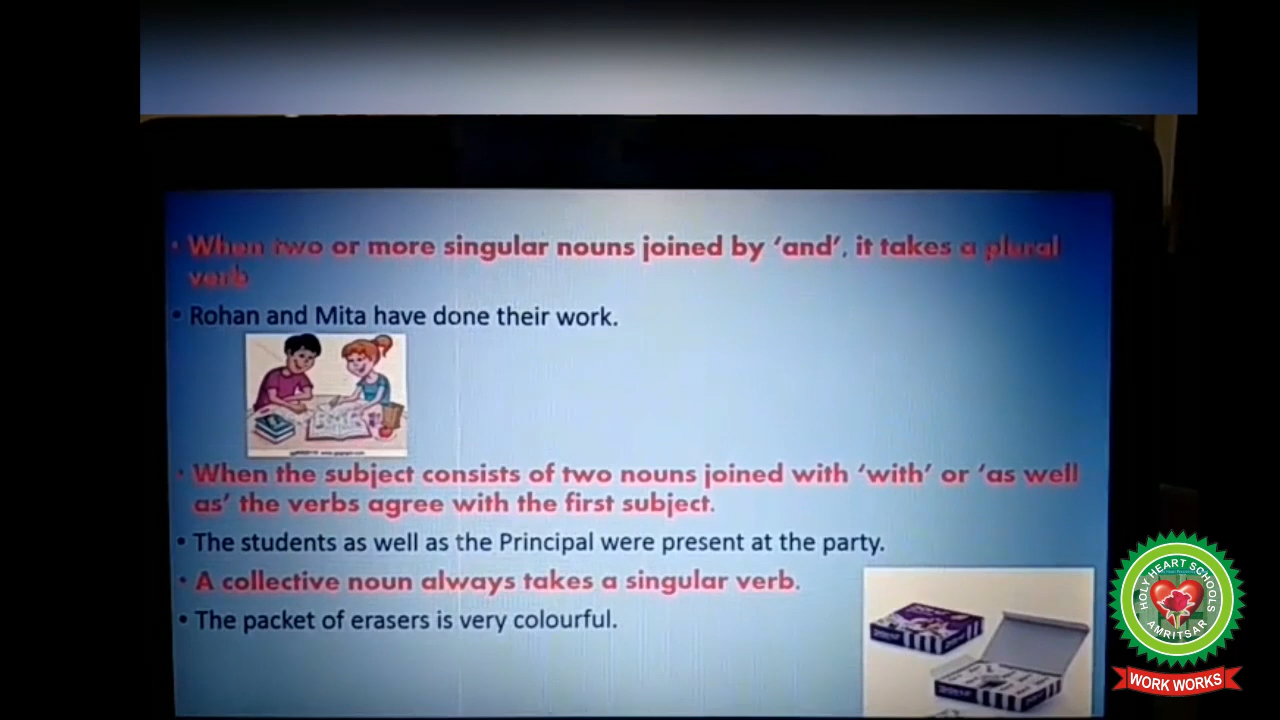 • When two or more singular nouns joined by ‘and’, it takes a plural
verb
• Rohan and Mita have done their work.
• When the subject consists of two nouns joined with ‘with’ or ‘as well
as’ the verbs agree with the first subject.
• The students as well as the Principal were present at the party.
• A collective noun always takes a singular verb.
• The packet of erasers is very colourful.
HOLY HEART SCHOOLS
AMRITSAR
WORK WORKS